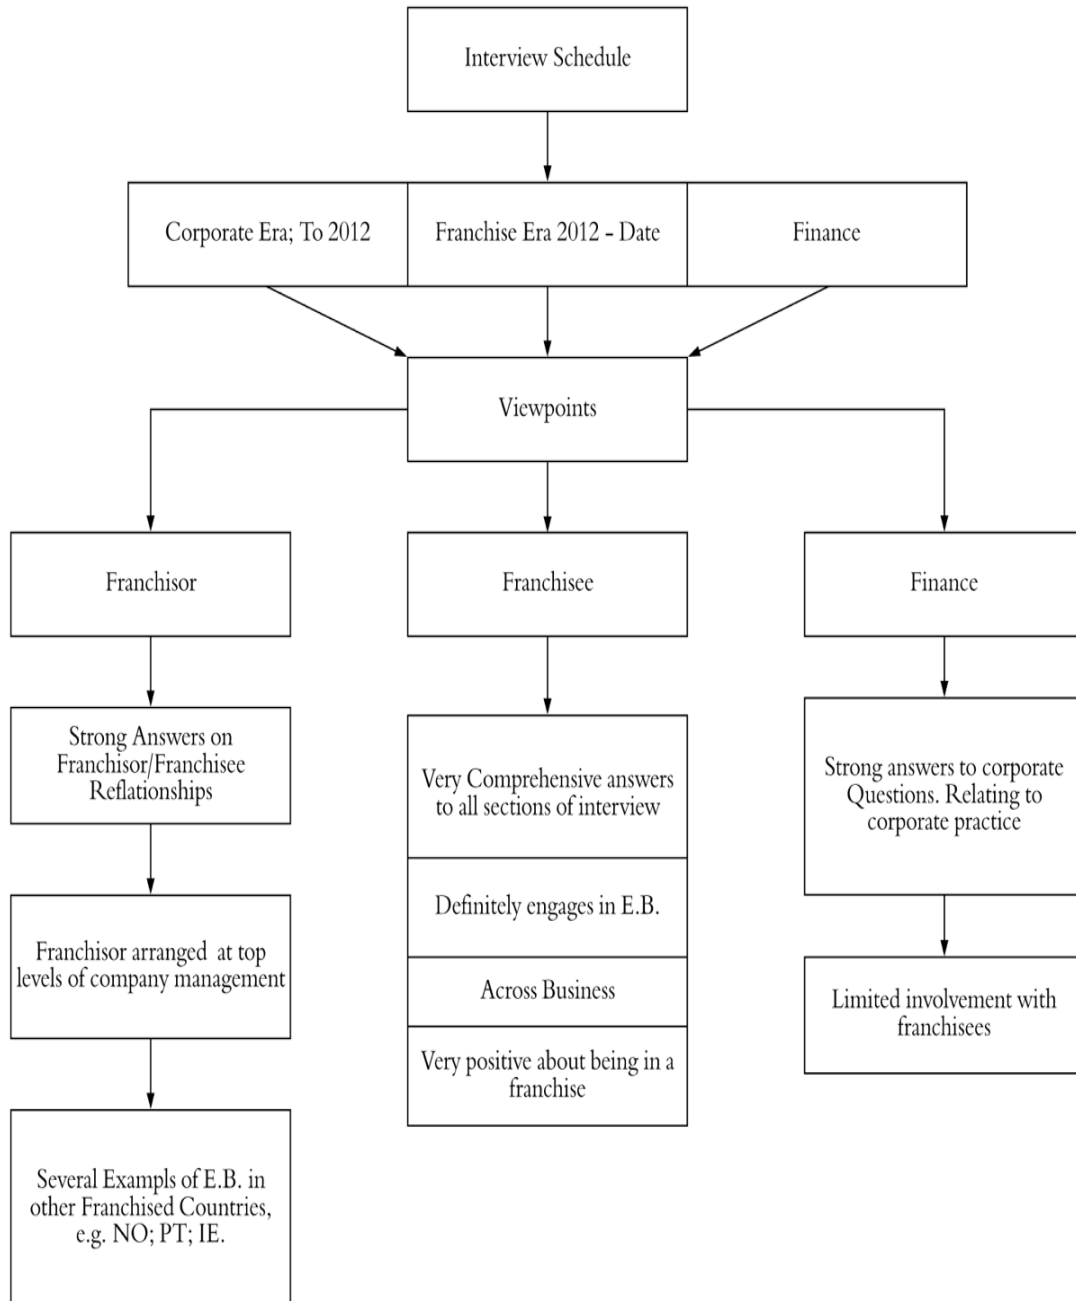 Interview Schedule
Corporate Era; To 2012
Franchise Era 2012 - Date
Finance
Viewpoints
Franchisor
Franchisee
Finance
Strong Answers on
Franchisor/Franchisee
Reflationships
Franchisor arranged at top
levels of company management
Several Exampls of E.B. in
other Franchised Countries,
e.g. NO; PT; IE.
Very Comprehensive answers
to all sections of interview
Definitely engages in E.B.
Across Business
Very positive about being in a
franchise
Strong answers to corporate
Questions. Relating to
corporate practice
Limited involvement with
franchisees